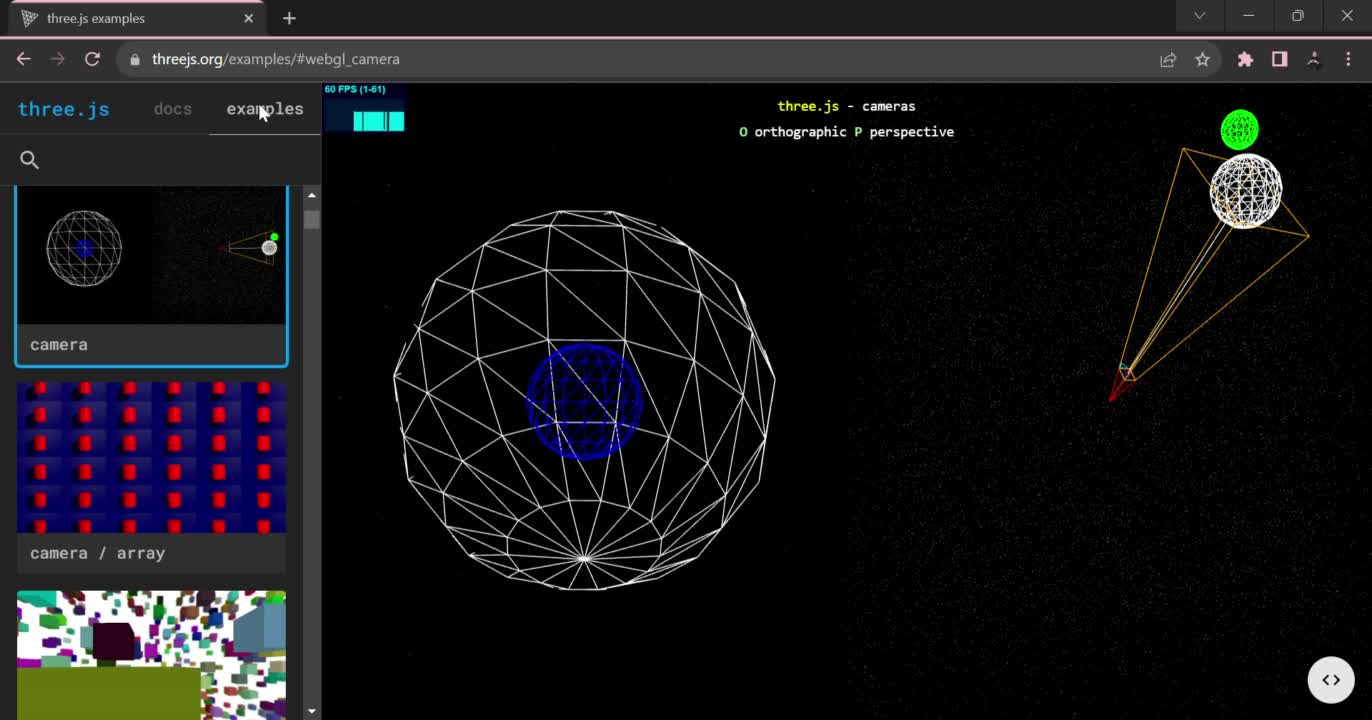 three.js examples
threejs.org/examples/#webgl_camera
three.js docs examples
60 FPS (1-61)
three.js - cameras
O orthographic P perspective
camera
camera / array